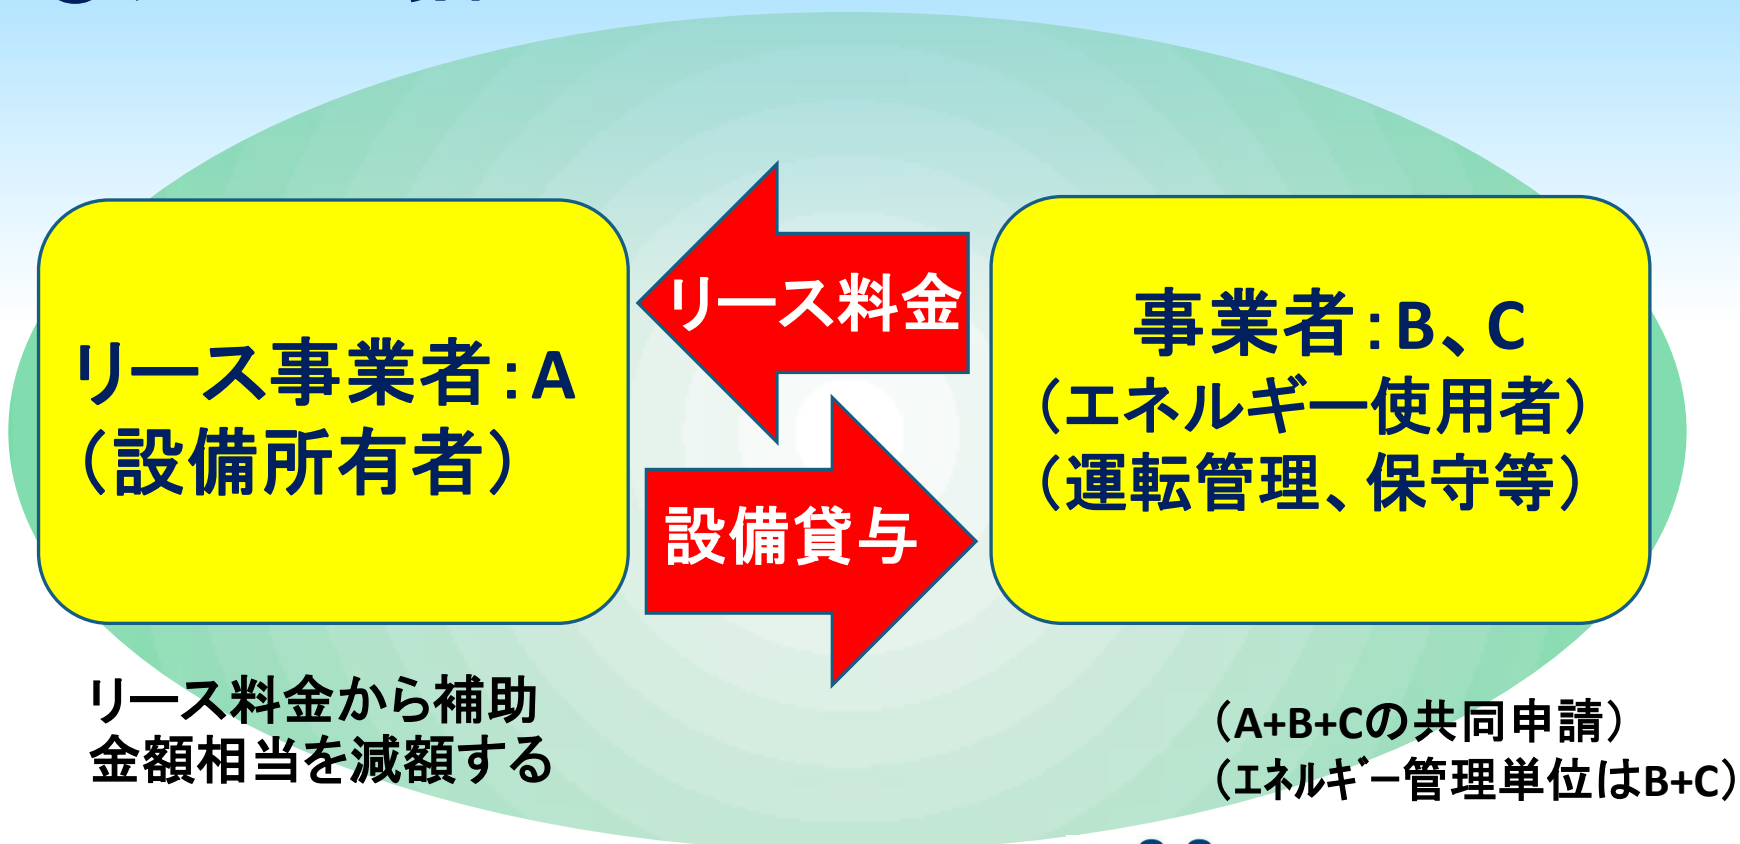 リース事業者：A
（設備所有者）
リース料金
設備貸与
事業者：B、C
（エネルギー使用者）
（運転管理、保守等）
リース料金から補助
金額相当を減額する
（A+B+Cの共同申請）
（ｴﾈﾙｷﾞｰ管理単位はB+C）